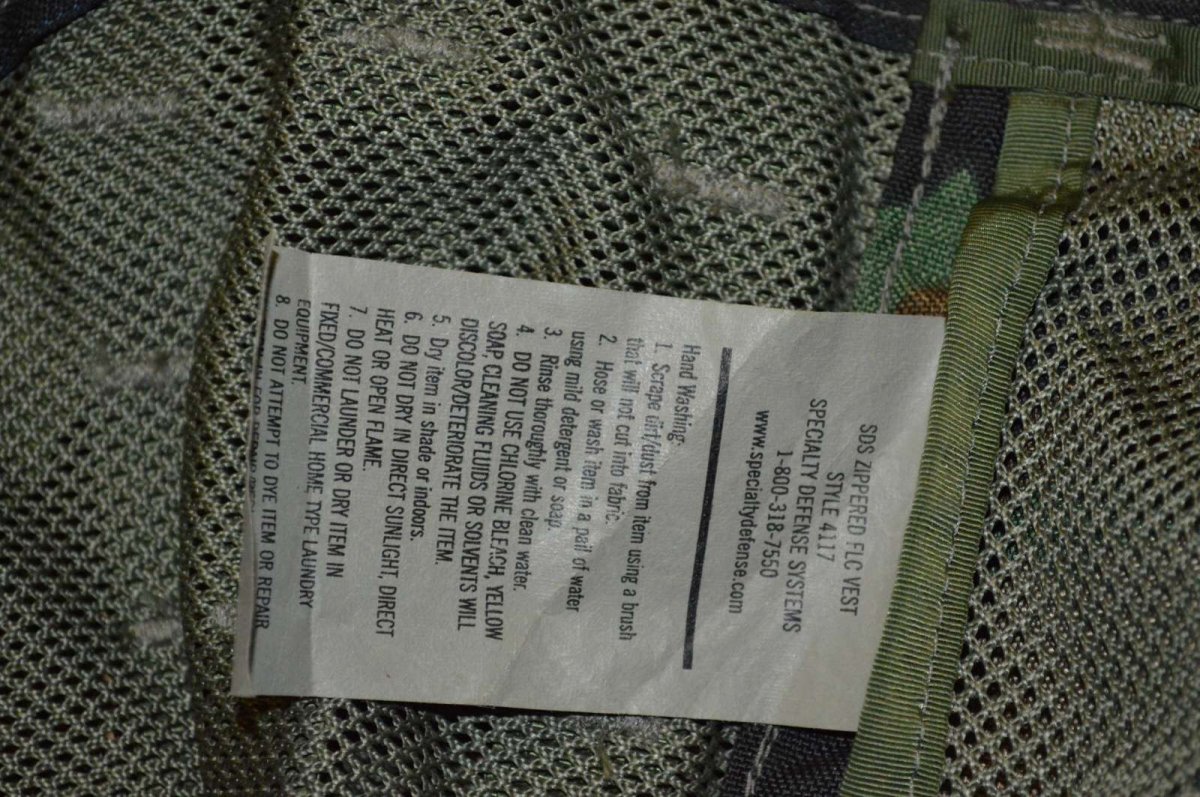 SDS ZIPPERED FLC VEST
STYLE 4117
SPECIALTY DEFENSE SYSTEMS
1-800-318-7550
www.specialtydefense.com
Hand Washing:
1. Scrape dirt/dust from item using a brush
that will not cut into fabric.
2. Hose or wash item in a pail of water
using mild detergent or soap.
3. Rinse thoroughly with clean water.
4. DO NOT USE CHLORINE BLEACH, YELLOW
SOAP, CLEANING FLUIDS OR SOLVENTS WILL
DISCOLOR/DETERIORATE THE ITEM.
5. Dry item in shade or indoors.
6. DO NOT DRY IN DIRECT SUNLIGHT, DIRECT
HEAT OR OPEN FLAME.
7. DO NOT LAUNDER OR DRY ITEM IN
FIXED/COMMERCIAL HOME TYPE LAUNDRY
EQUIPMENT.
8. DO NOT ATTEMPT TO DYE ITEM OR REPAIR